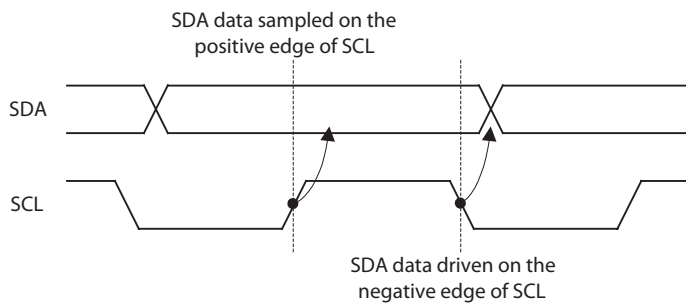 SDA data sampled on the
positive edge of SCL
SDA
SCL
SDA data driven on the
negative edge of SCL